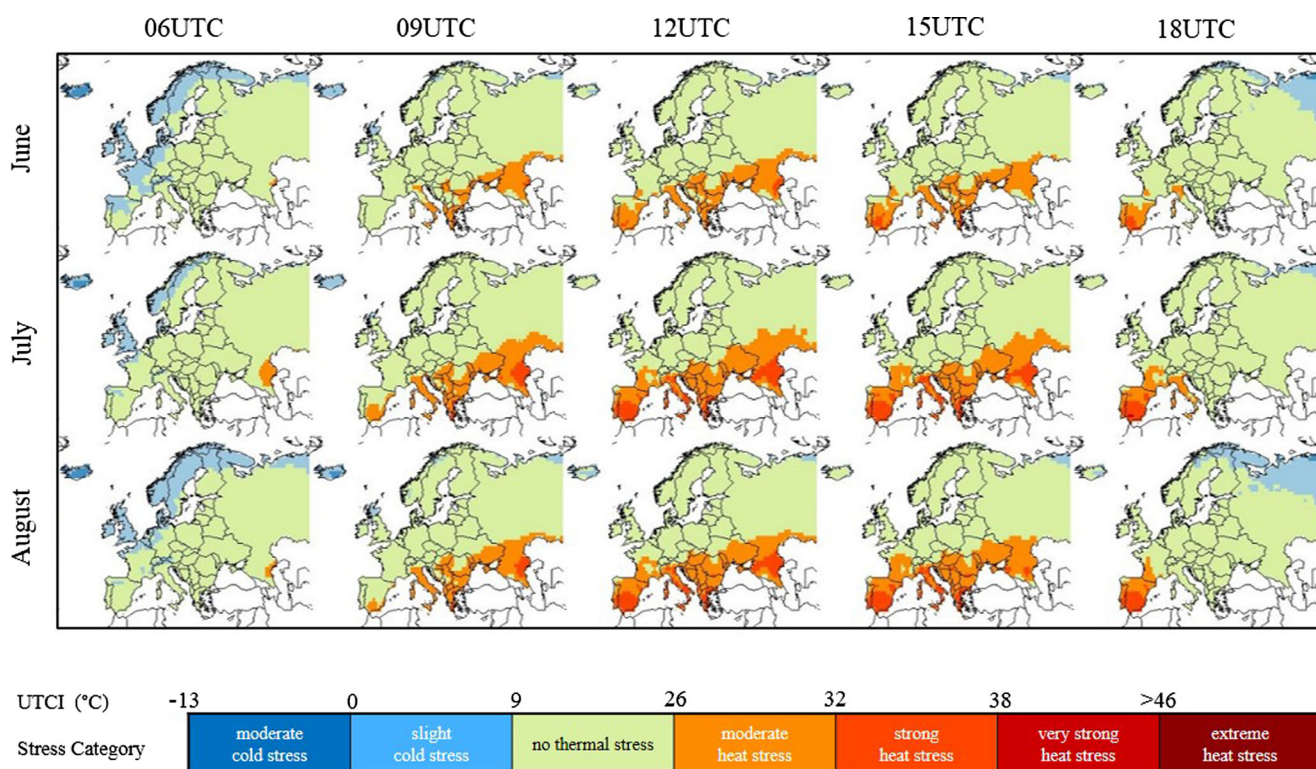 06UTC 09UTC 12UTC 15UTC 18UTC
June
July
August
UTCI (°C) -13 0 9 26 32 38 >46
Stress Category
moderate cold stress
slight cold stress
no thermal stress
moderate heat stress
strong heat stress
very strong heat stress
extreme heat stress